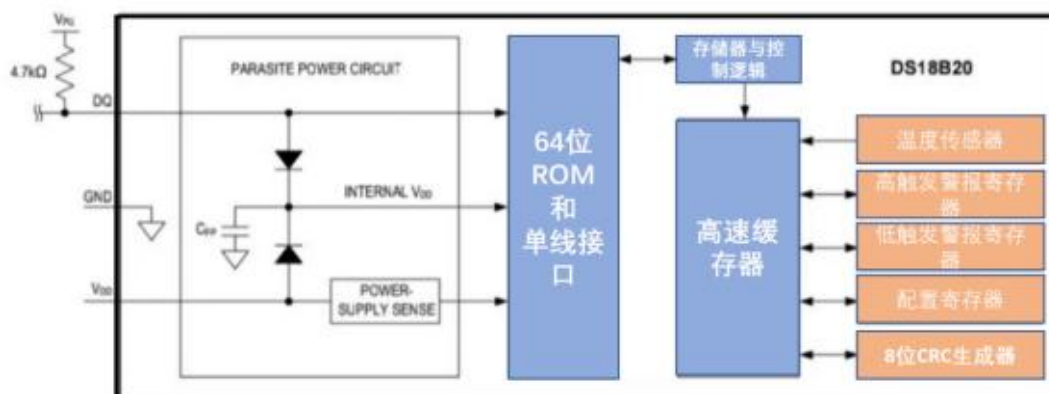 V_PU
4.7kΩ
DQ
GND
V_DD
PARASITE POWER CIRCUIT
INTERNAL V_DD
C_PP
POWER-
SUPPLY SENSE
64位
ROM
和
单线接
口
存储器与控
制逻辑
高速缓
存器
DS18B20
温度传感器
高触发警报寄存
器
低触发警报寄存
器
配置寄存器
8位CRC生成器